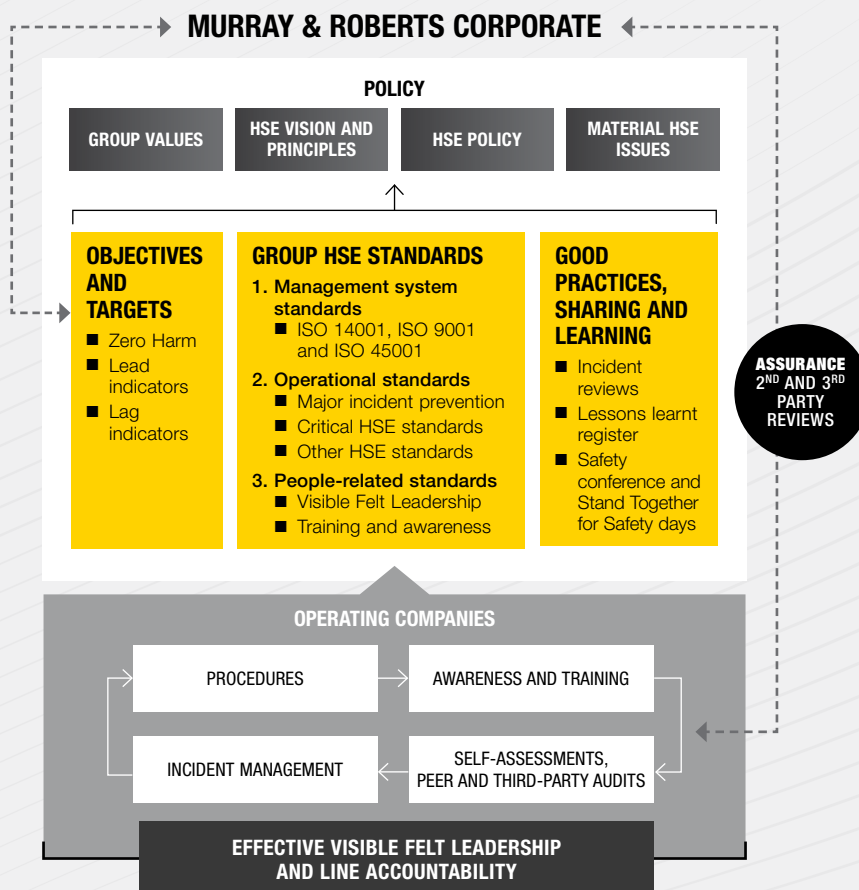 MURRAY & ROBERTS CORPORATE
POLICY
GROUP VALUES
HSE VISION AND
PRINCIPLES
HSE POLICY
MATERIAL HSE
ISSUES
OBJECTIVES
AND
TARGETS
■ Zero Harm
■ Lead
indicators
■ Lag
indicators
GROUP HSE STANDARDS
1. Management system
standards
■ ISO 14001, ISO 9001
and ISO 45001
2. Operational standards
■ Major incident prevention
■ Critical HSE standards
■ Other HSE standards
3. People-related standards
■ Visible Felt Leadership
■ Training and awareness
GOOD
PRACTICES,
SHARING AND
LEARNING
■ Incident
reviews
■ Lessons learnt
register
■ Safety
conference and
Stand Together
for Safety days
ASSURANCE
2ND AND 3RD
PARTY
REVIEWS
OPERATING COMPANIES
PROCEDURES
AWARENESS AND TRAINING
INCIDENT MANAGEMENT
SELF-ASSESSMENTS,
PEER AND THIRD-PARTY AUDITS
EFFECTIVE VISIBLE FELT LEADERSHIP
AND LINE ACCOUNTABILITY